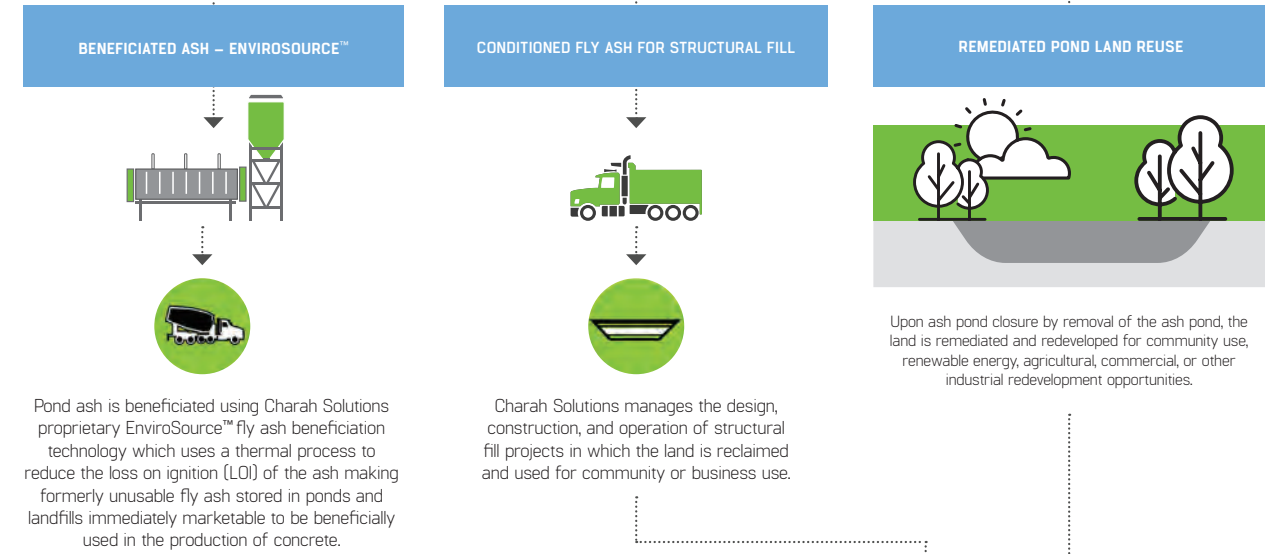 BENEFICIATED ASH – ENVIROSOURCE™
Pond ash is beneficiated using Charah Solutions
proprietary EnviroSource™ fly ash beneficiation
technology which uses a thermal process to
reduce the loss on ignition (LOI) of the ash making
formerly unusable fly ash stored in ponds and
landfills immediately marketable to be beneficially
used in the production of concrete.
CONDITIONED FLY ASH FOR STRUCTURAL FILL
Charah Solutions manages the design,
construction, and operation of structural
fill projects in which the land is reclaimed
and used for community or business use.
REMEDIATED POND LAND REUSE
Upon ash pond closure by removal of the ash pond, the
land is remediated and redeveloped for community use,
renewable energy, agricultural, commercial, or other
industrial redevelopment opportunities.